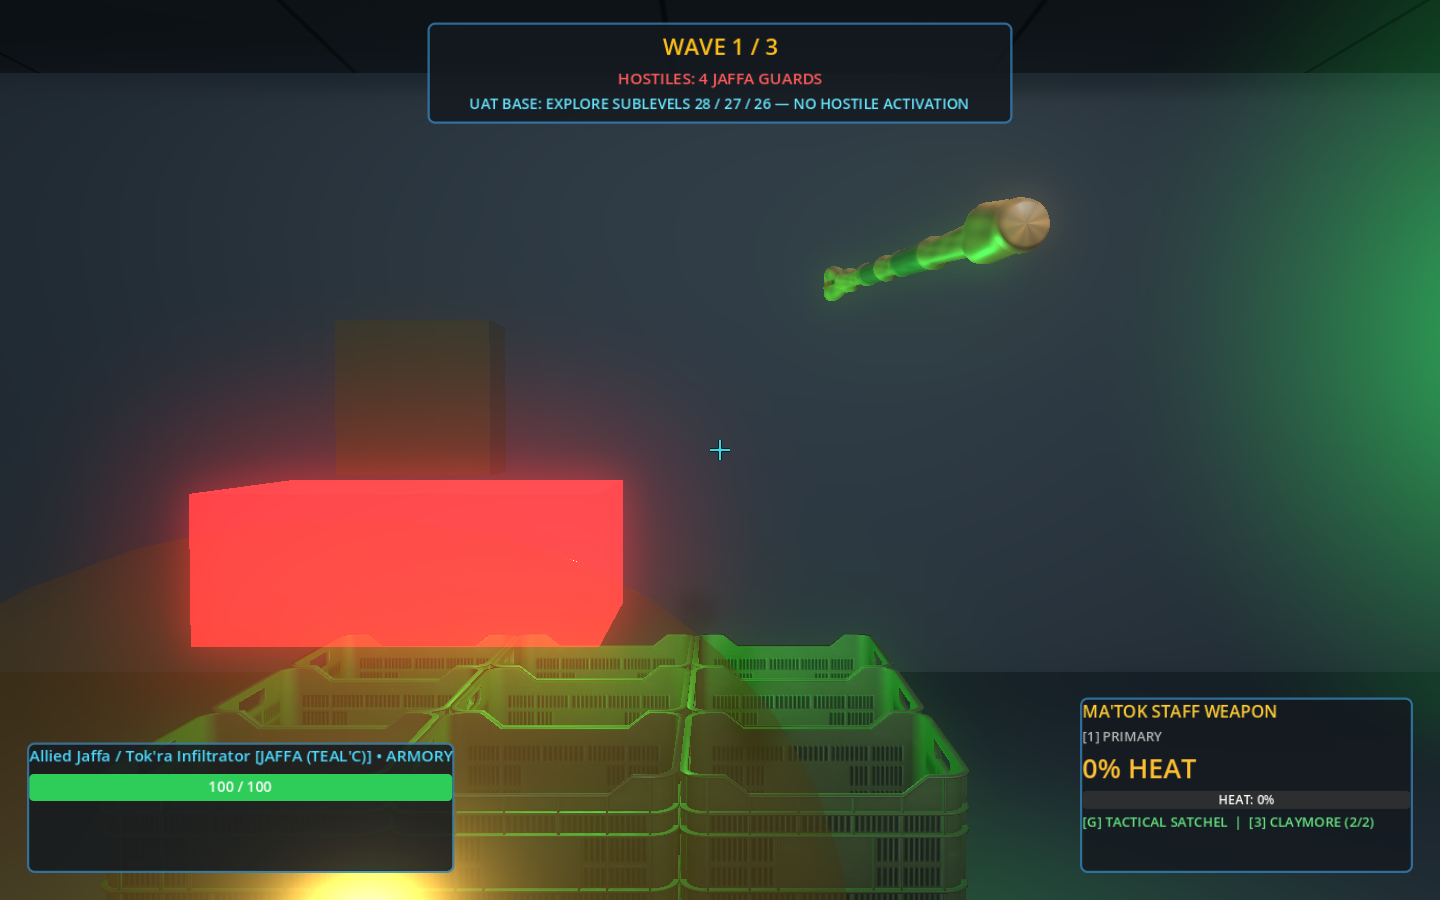 WAVE 1 / 3
HOSTILES: 4 JAFFA GUARDS
UAT BASE: EXPLORE SUBLEVELS 28 / 27 / 26 — NO HOSTILE ACTIVATION
Allied Jaffa / Tok'ra Infiltrator [JAFFA (TEAL'C)] • ARMORY
100 / 100
MA'TOK STAFF WEAPON
[1] PRIMARY
0% HEAT
HEAT: 0%
[G] TACTICAL SATCHEL | [3] CLAYMORE (2/2)